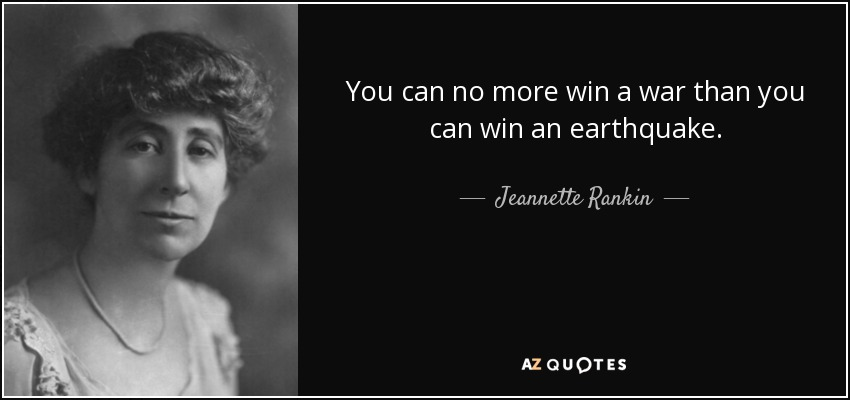 You can no more win a war than you
can win an earthquake.
— Jeannette Rankin —
AZ QUOTES